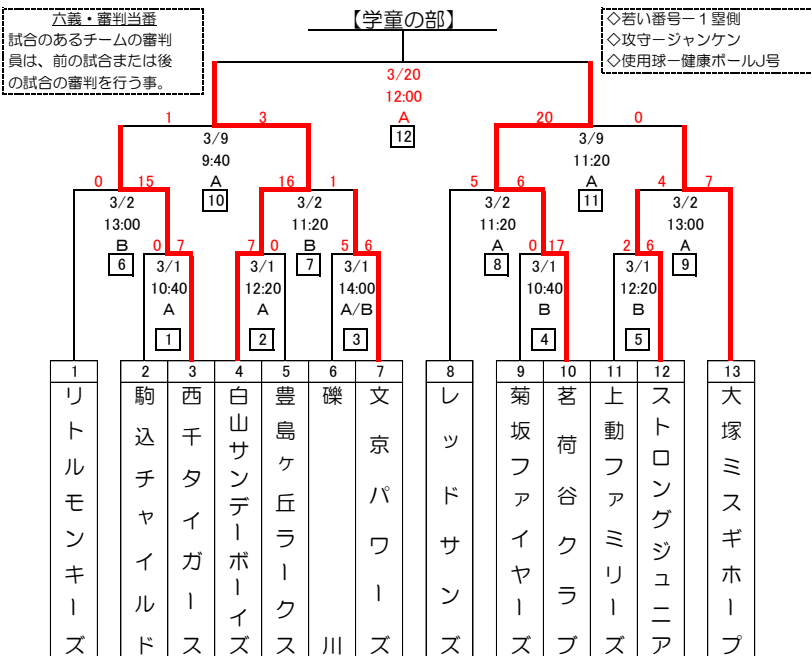 【学童の部】
六義・審判当番
試合のあるチームの審判
員は、前の試合または後
の試合の審判を行う事。
◇若い番号ー１塁側
◇攻守ージャンケン
◇使用球ー健康ボールJ号
3/20
12:00
A
12
1 3
3/9
9:40
A
10
20 0
3/9
11:20
A
11
0 15
3/2
13:00
B
6
16 1
3/2
11:20
B
7
5 6
3/2
11:20
A
8
4 7
3/2
13:00
A
9
0 7
3/1
10:40
A
1
7 0
3/1
12:20
A
2
5 6
3/1
14:00
A/B
3
0 17
3/1
10:40
B
4
2 6
3/1
12:20
B
5
1
リトルモンキーズ
2
駒込チャイルド
3
西千タイガース
4
白山サンデーボーイズ
5
豊島ヶ丘ラークス
6
礫川
7
文京パワーズ
8
レッドサンズ
9
菊坂ファイヤーズ
10
茗荷谷クラブ
11
上動ファミリーズ
12
ストロングジュニア
13
大塚ミスギホープ